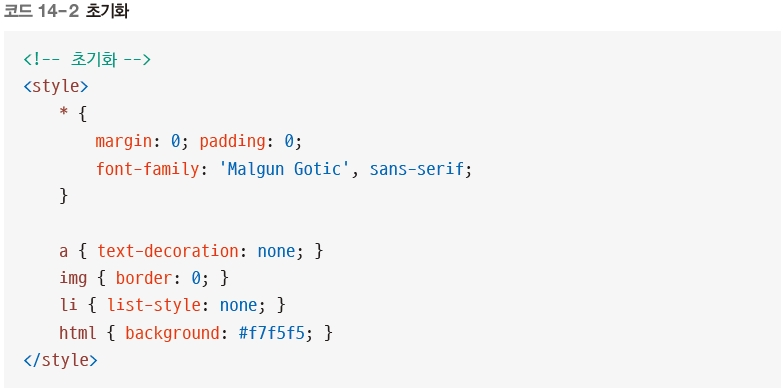 코드 14-2 초기화
<!-- 초기화 -->
<style>
    * {
        margin: 0; padding: 0;
        font-family: 'Malgun Gotic', sans-serif;
    }

    a { text-decoration: none; }
    img { border: 0; }
    li { list-style: none; }
    html { background: #f7f5f5; }
</style>